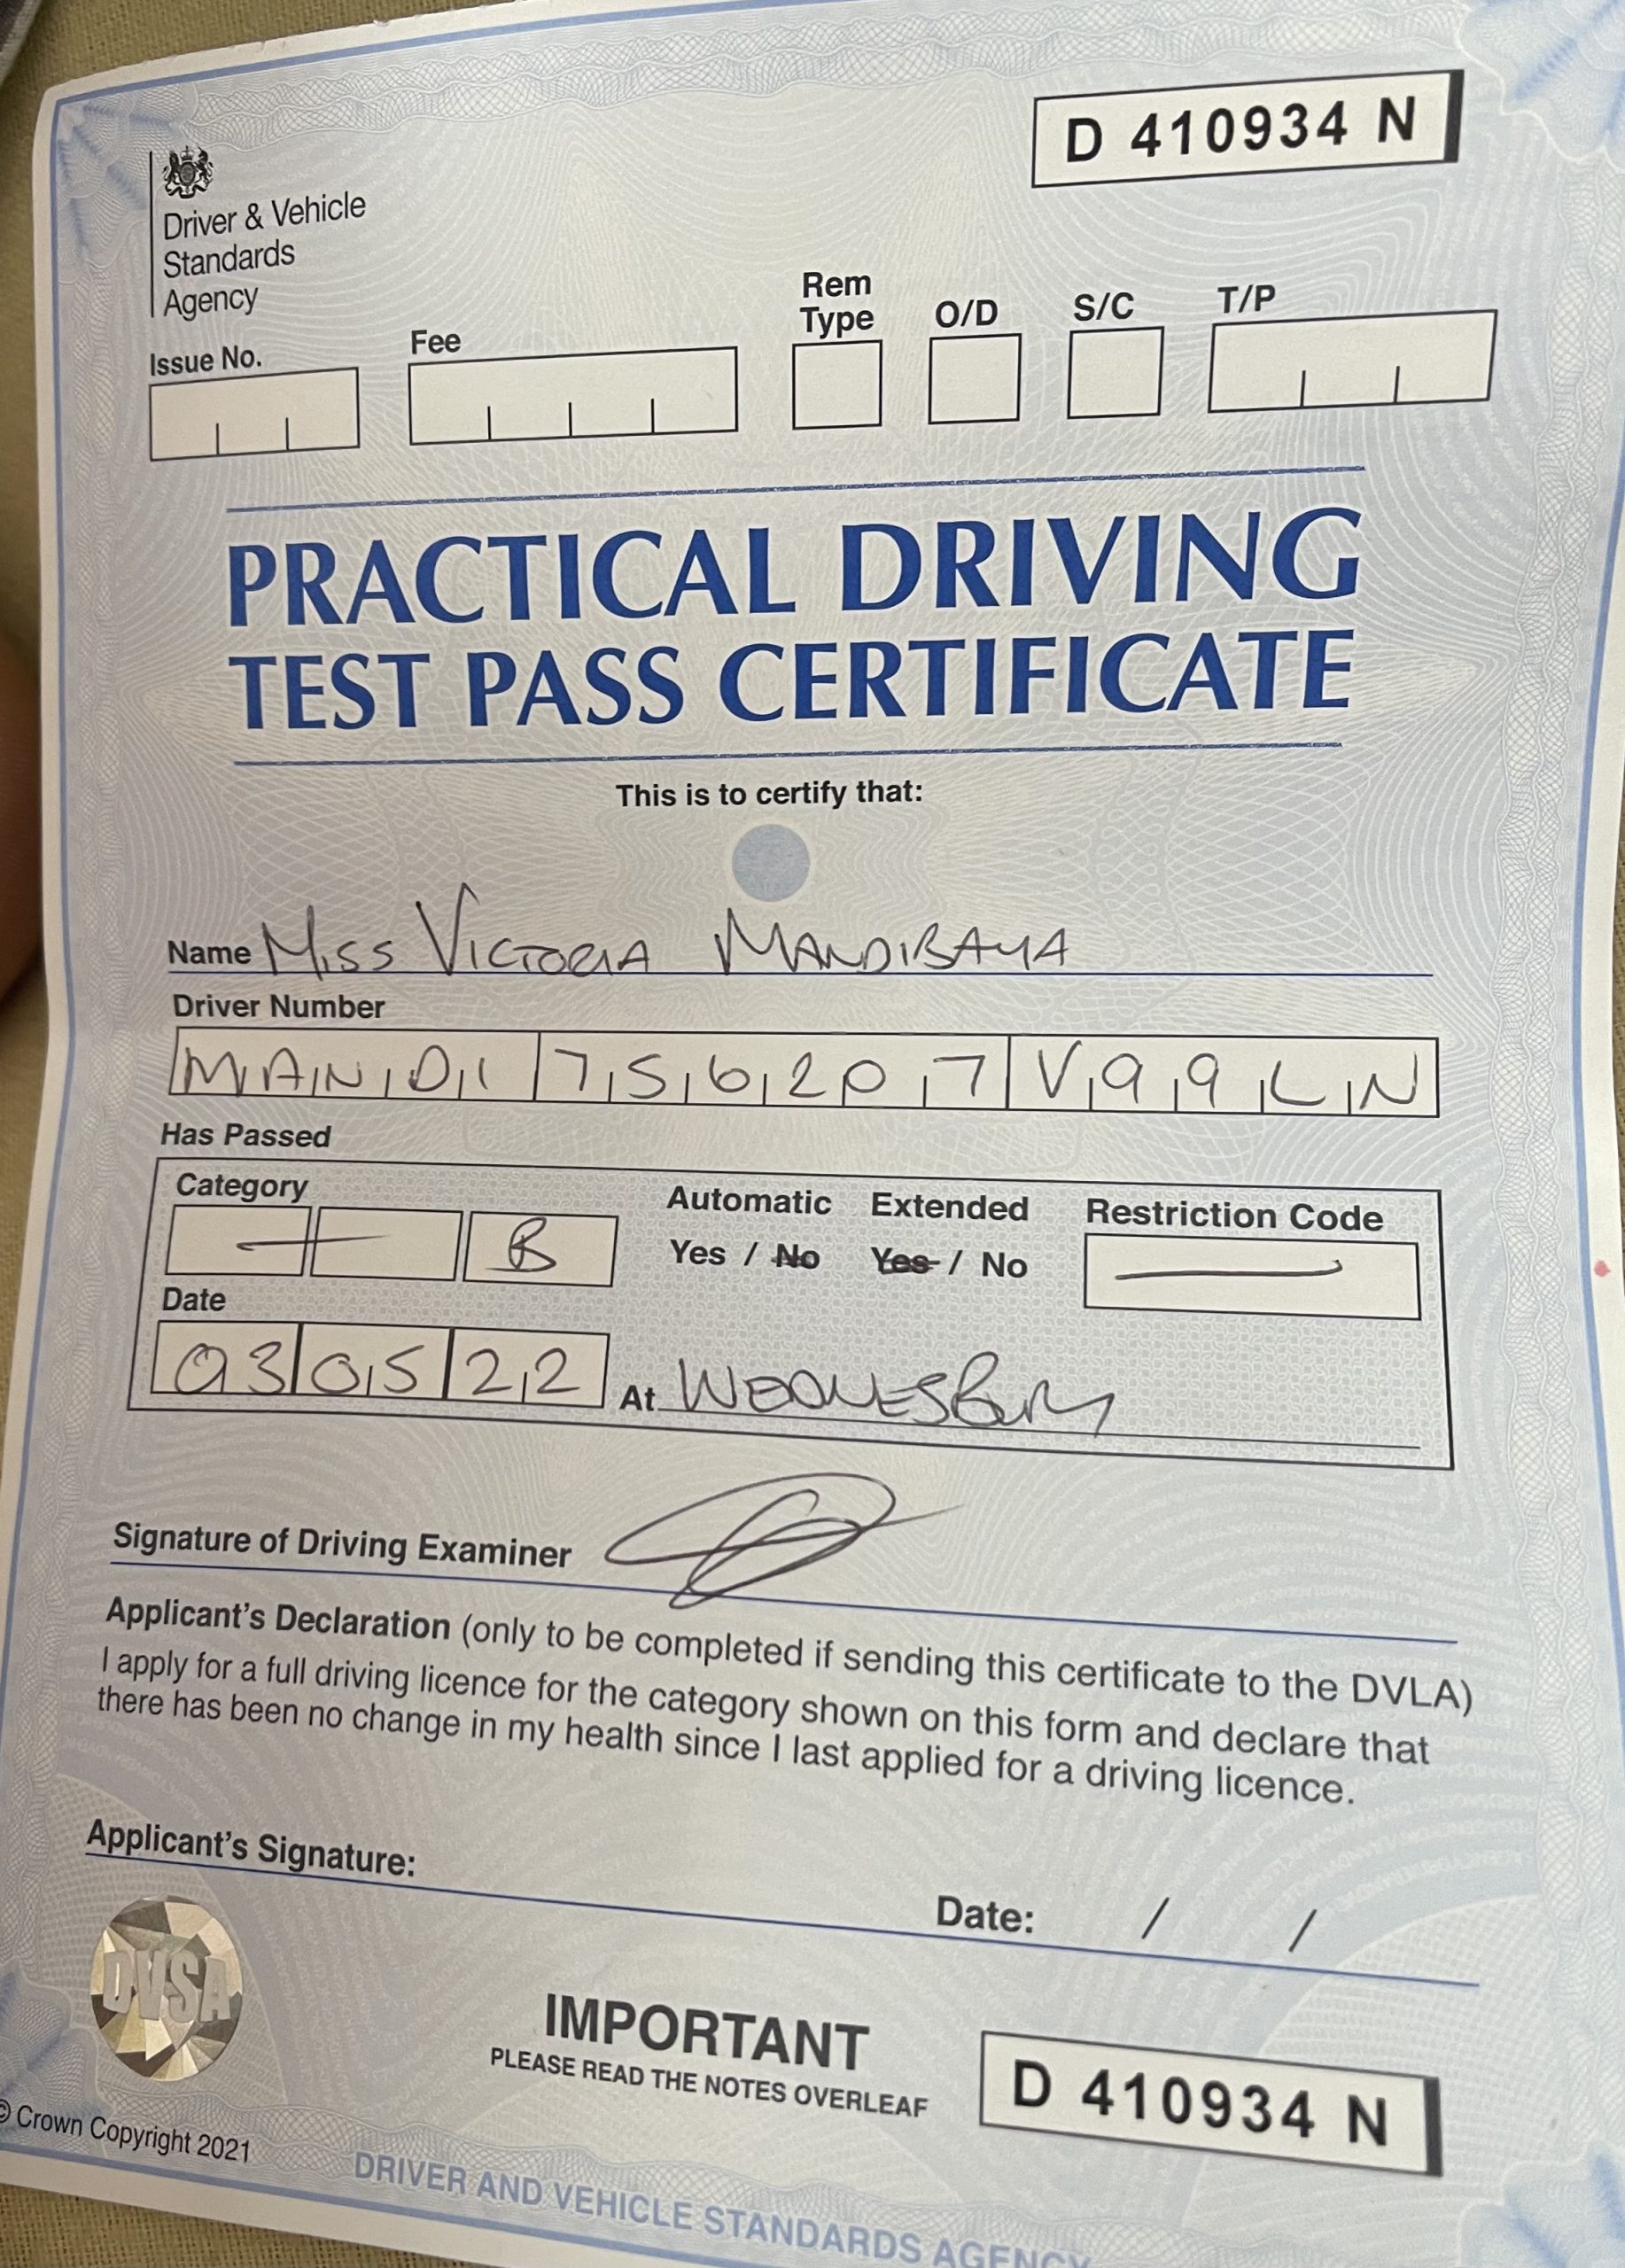 D 410934 N
Driver & Vehicle
Standards
Agency
Issue No.
Fee
Rem
Type
O/D
S/C
T/P
PRACTICAL DRIVING
TEST PASS CERTIFICATE
This is to certify that:
Name MISS VICTORIA MANDIBAYA
Driver Number
MANDI 756207 V99LN
Has Passed
Category
Automatic Extended Restriction Code
B
Yes / No Yes / No
Date
03 05 22 At WEDNESBURY
Signature of Driving Examiner
Applicant's Declaration (only to be completed if sending this certificate to the DVLA)
I apply for a full driving licence for the category shown on this form and declare that
there has been no change in my health since I last applied for a driving licence.
Applicant's Signature:
Date: / /
DVSA
IMPORTANT
PLEASE READ THE NOTES OVERLEAF
D 410934 N
© Crown Copyright 2021
DRIVER AND VEHICLE STANDARDS AGENCY